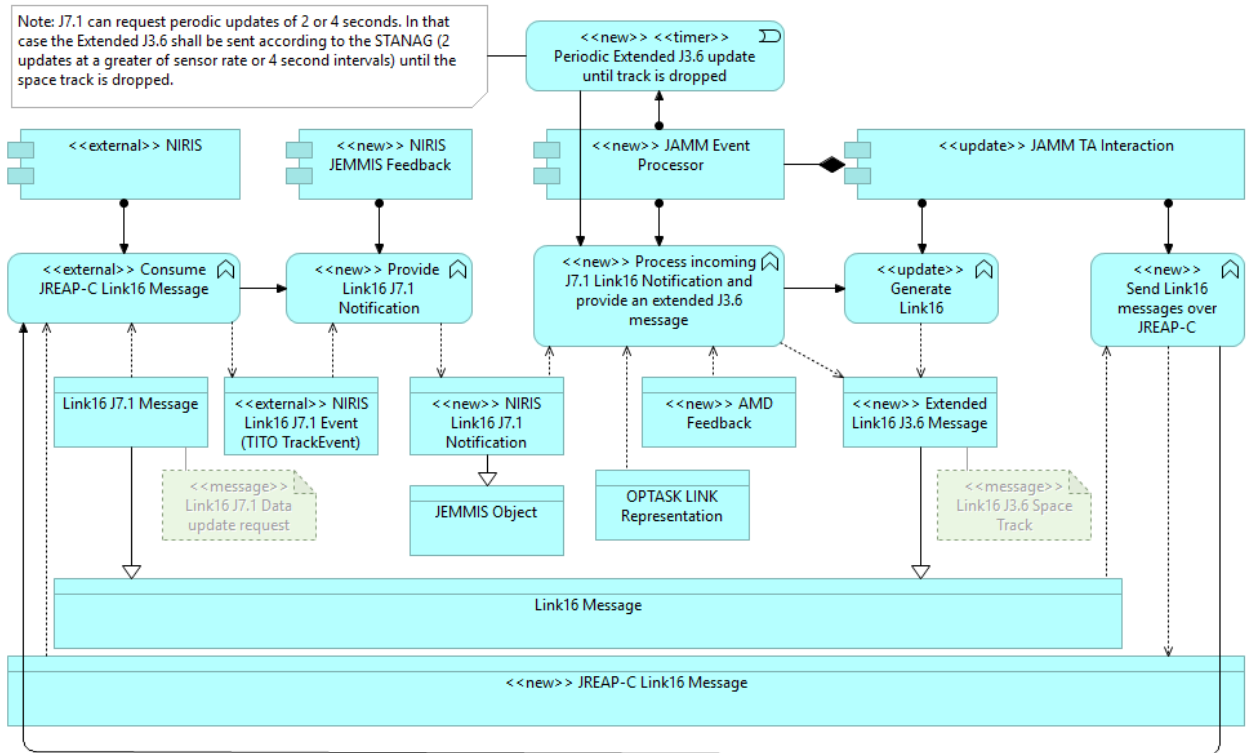 Note: J7.1 can request perodic updates of 2 or 4 seconds. In that
case the Extended J3.6 shall be sent according to the STANAG (2
updates at a greater of sensor rate or 4 second intervals) until the
space track is dropped.
<<new>> <<timer>>
Periodic Extended J3.6 update
until track is dropped
<<external>> NIRIS
<<new>> NIRIS
JEMMIS Feedback
<<new>> JAMM Event
Processor
<<update>> JAMM TA Interaction
<<external>> Consume
JREAP-C Link16 Message
<<new>> Provide
Link16 J7.1
Notification
<<new>> Process incoming
J7.1 Link16 Notification and
provide an extended J3.6
message
<<update>>
Generate
Link16
<<new>>
Send Link16
messages over
JREAP-C
Link16 J7.1 Message
<<external>> NIRIS
Link16 J7.1 Event
(TITO TrackEvent)
<<new>> NIRIS
Link16 J7.1
Notification
<<new>> AMD
Feedback
<<new>> Extended
Link16 J3.6 Message
<<message>>
Link16 J7.1 Data
update request
JEMMIS Object
OPTASK LINK
Representation
<<message>>
Link16 J3.6 Space
Track
Link16 Message
<<new>> JREAP-C Link16 Message